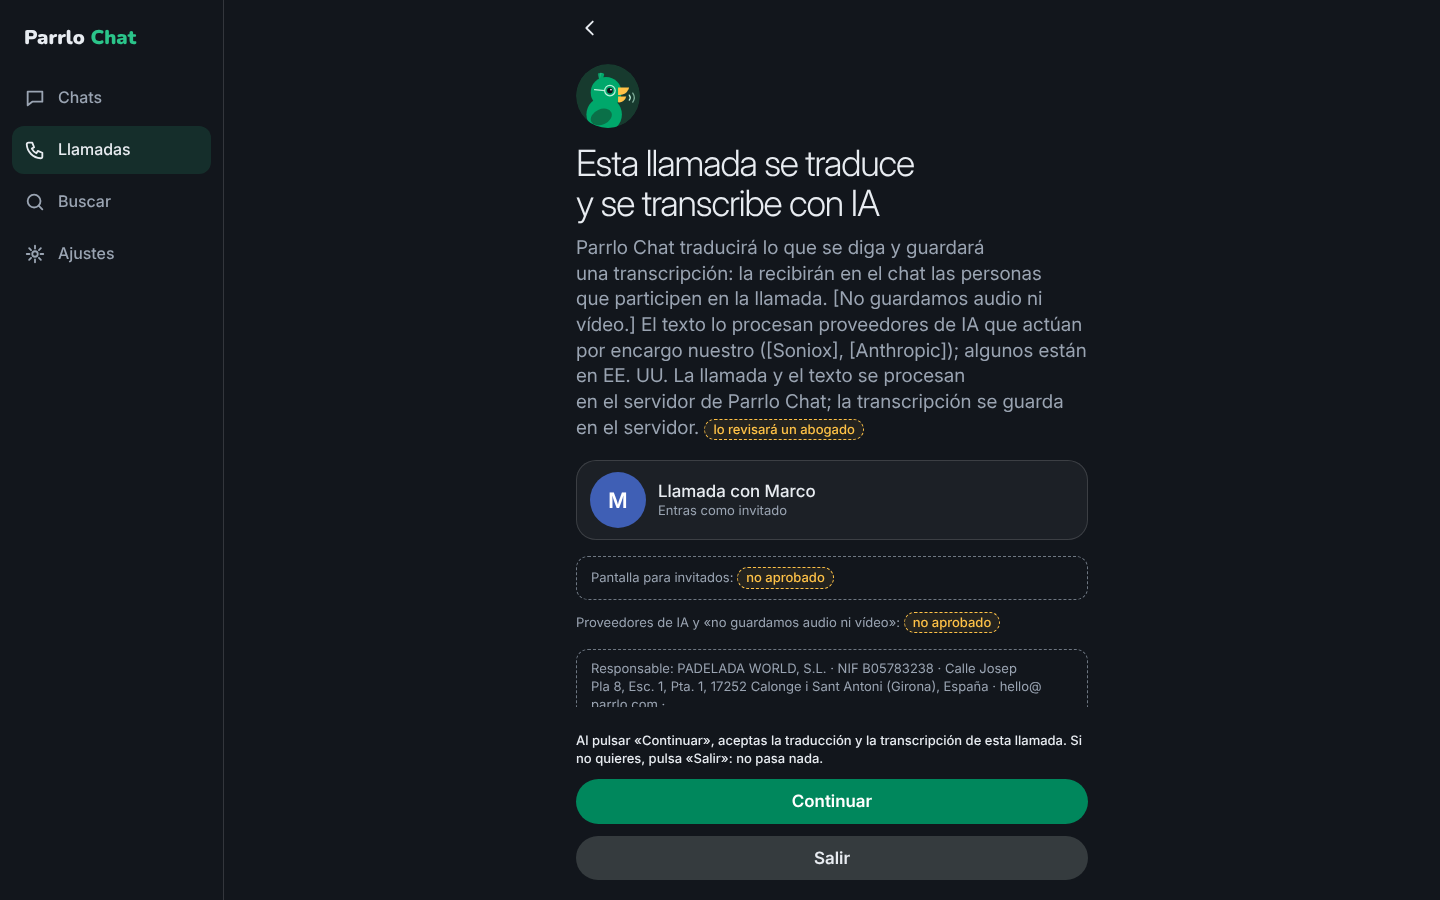 Parrlo Chat
Chats
Llamadas
Buscar
Ajustes
Esta llamada se traduce
y se transcribe con IA
Parrlo Chat traducirá lo que se diga y guardará
una transcripción: la recibirán en el chat las personas
que participen en la llamada. [No guardamos audio ni
vídeo.] El texto lo procesan proveedores de IA que actúan
por encargo nuestro ([Soniox], [Anthropic]); algunos están
en EE. UU. La llamada y el texto se procesan
en el servidor de Parrlo Chat; la transcripción se guarda
en el servidor. lo revisará un abogado
M
Llamada con Marco
Entras como invitado
Pantalla para invitados: no aprobado
Proveedores de IA y «no guardamos audio ni vídeo»: no aprobado
Responsable: PADELADA WORLD, S.L. · NIF B05783238 · Calle Josep
Pla 8, Esc. 1, Pta. 1, 17252 Calonge i Sant Antoni (Girona), España · hello@
parrlo.com ·
Al pulsar «Continuar», aceptas la traducción y la transcripción de esta llamada. Si
no quieres, pulsa «Salir»: no pasa nada.
Continuar
Salir